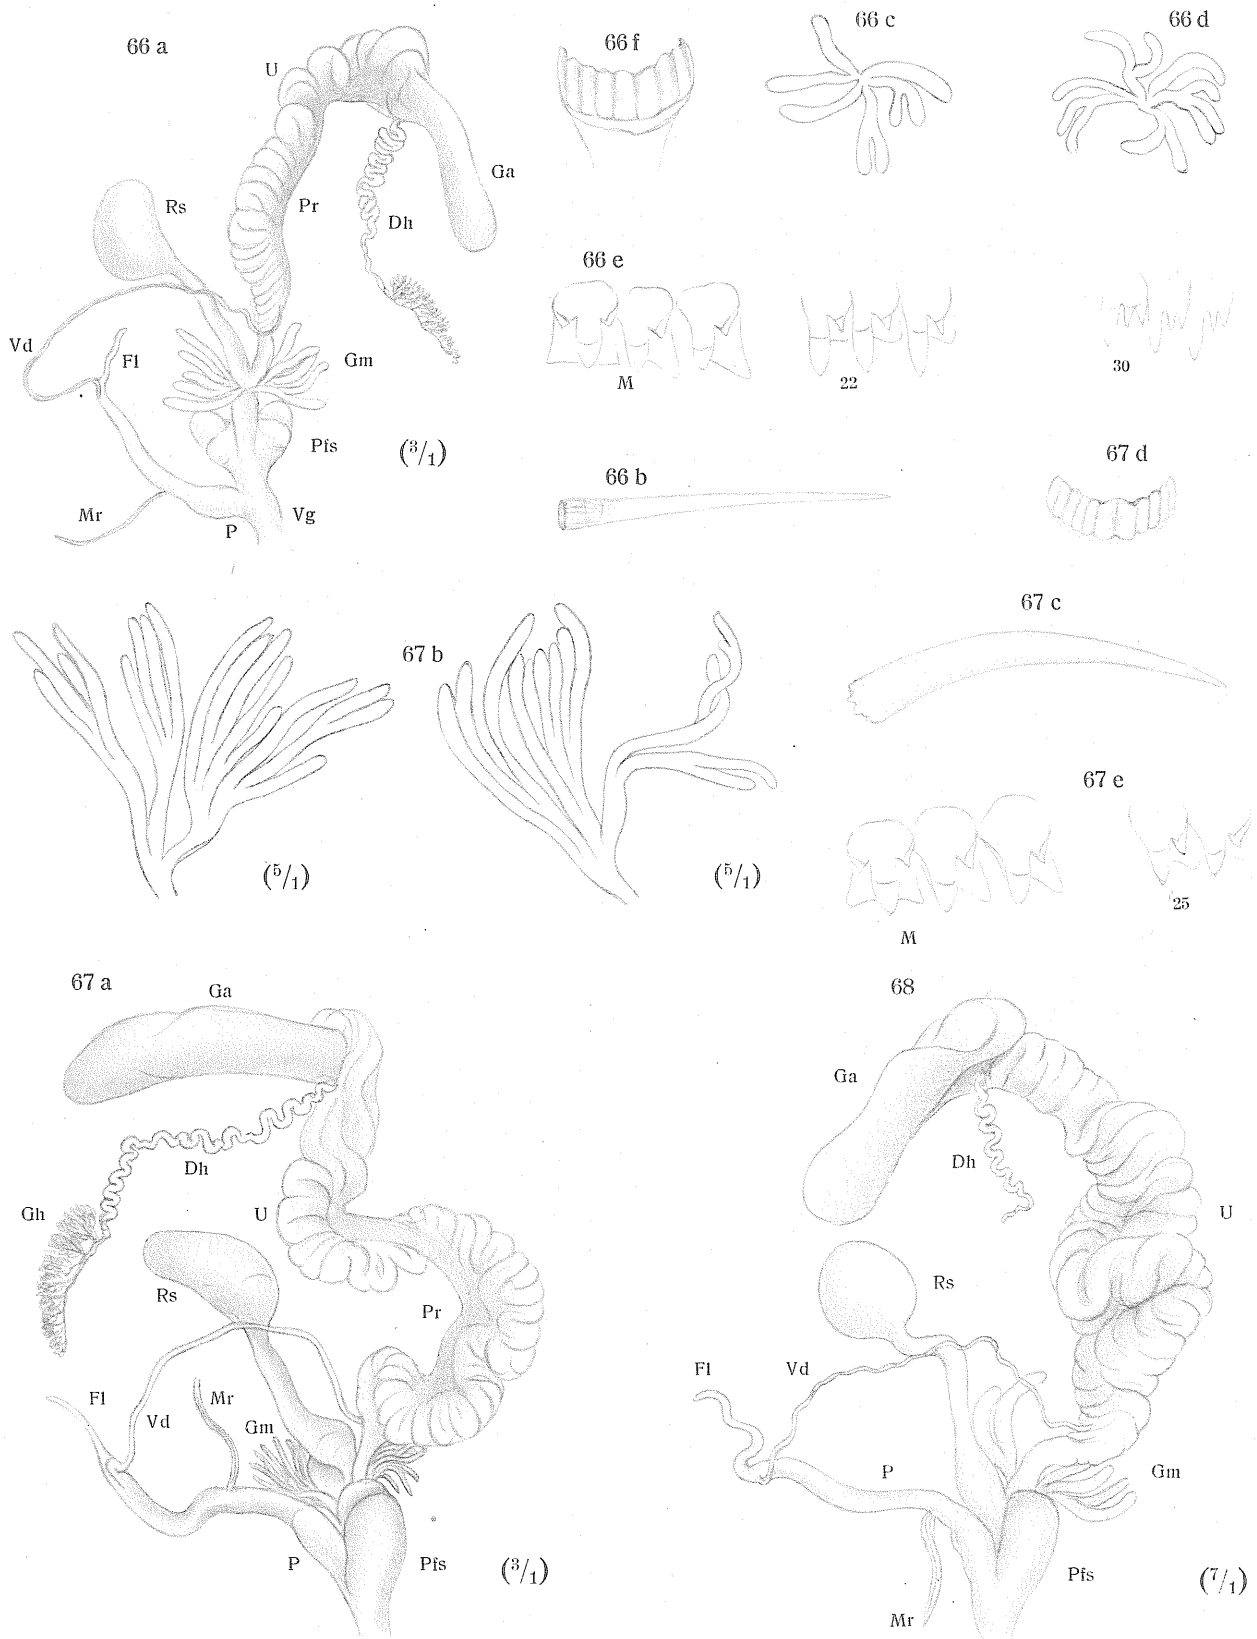 66 a
66 f
66 c
66 d
U
Ga
Rs
Pr
Dh
66 e
Vd
Fl
Gm
M
22
30
Pfs
(3/1)
66 b
67 d
Mr
P
Vg
67 c
67 b
67 e
(5/1)
(5/1)
25
M
67 a
Ga
68
Ga
Dh
Dh
Gh
U
U
Rs
Rs
Pr
Fl
Vd
Fl
Vd
Mr
Gm
P
Gm
P
Pfs
(3/1)
Pfs
(7/1)
Mr